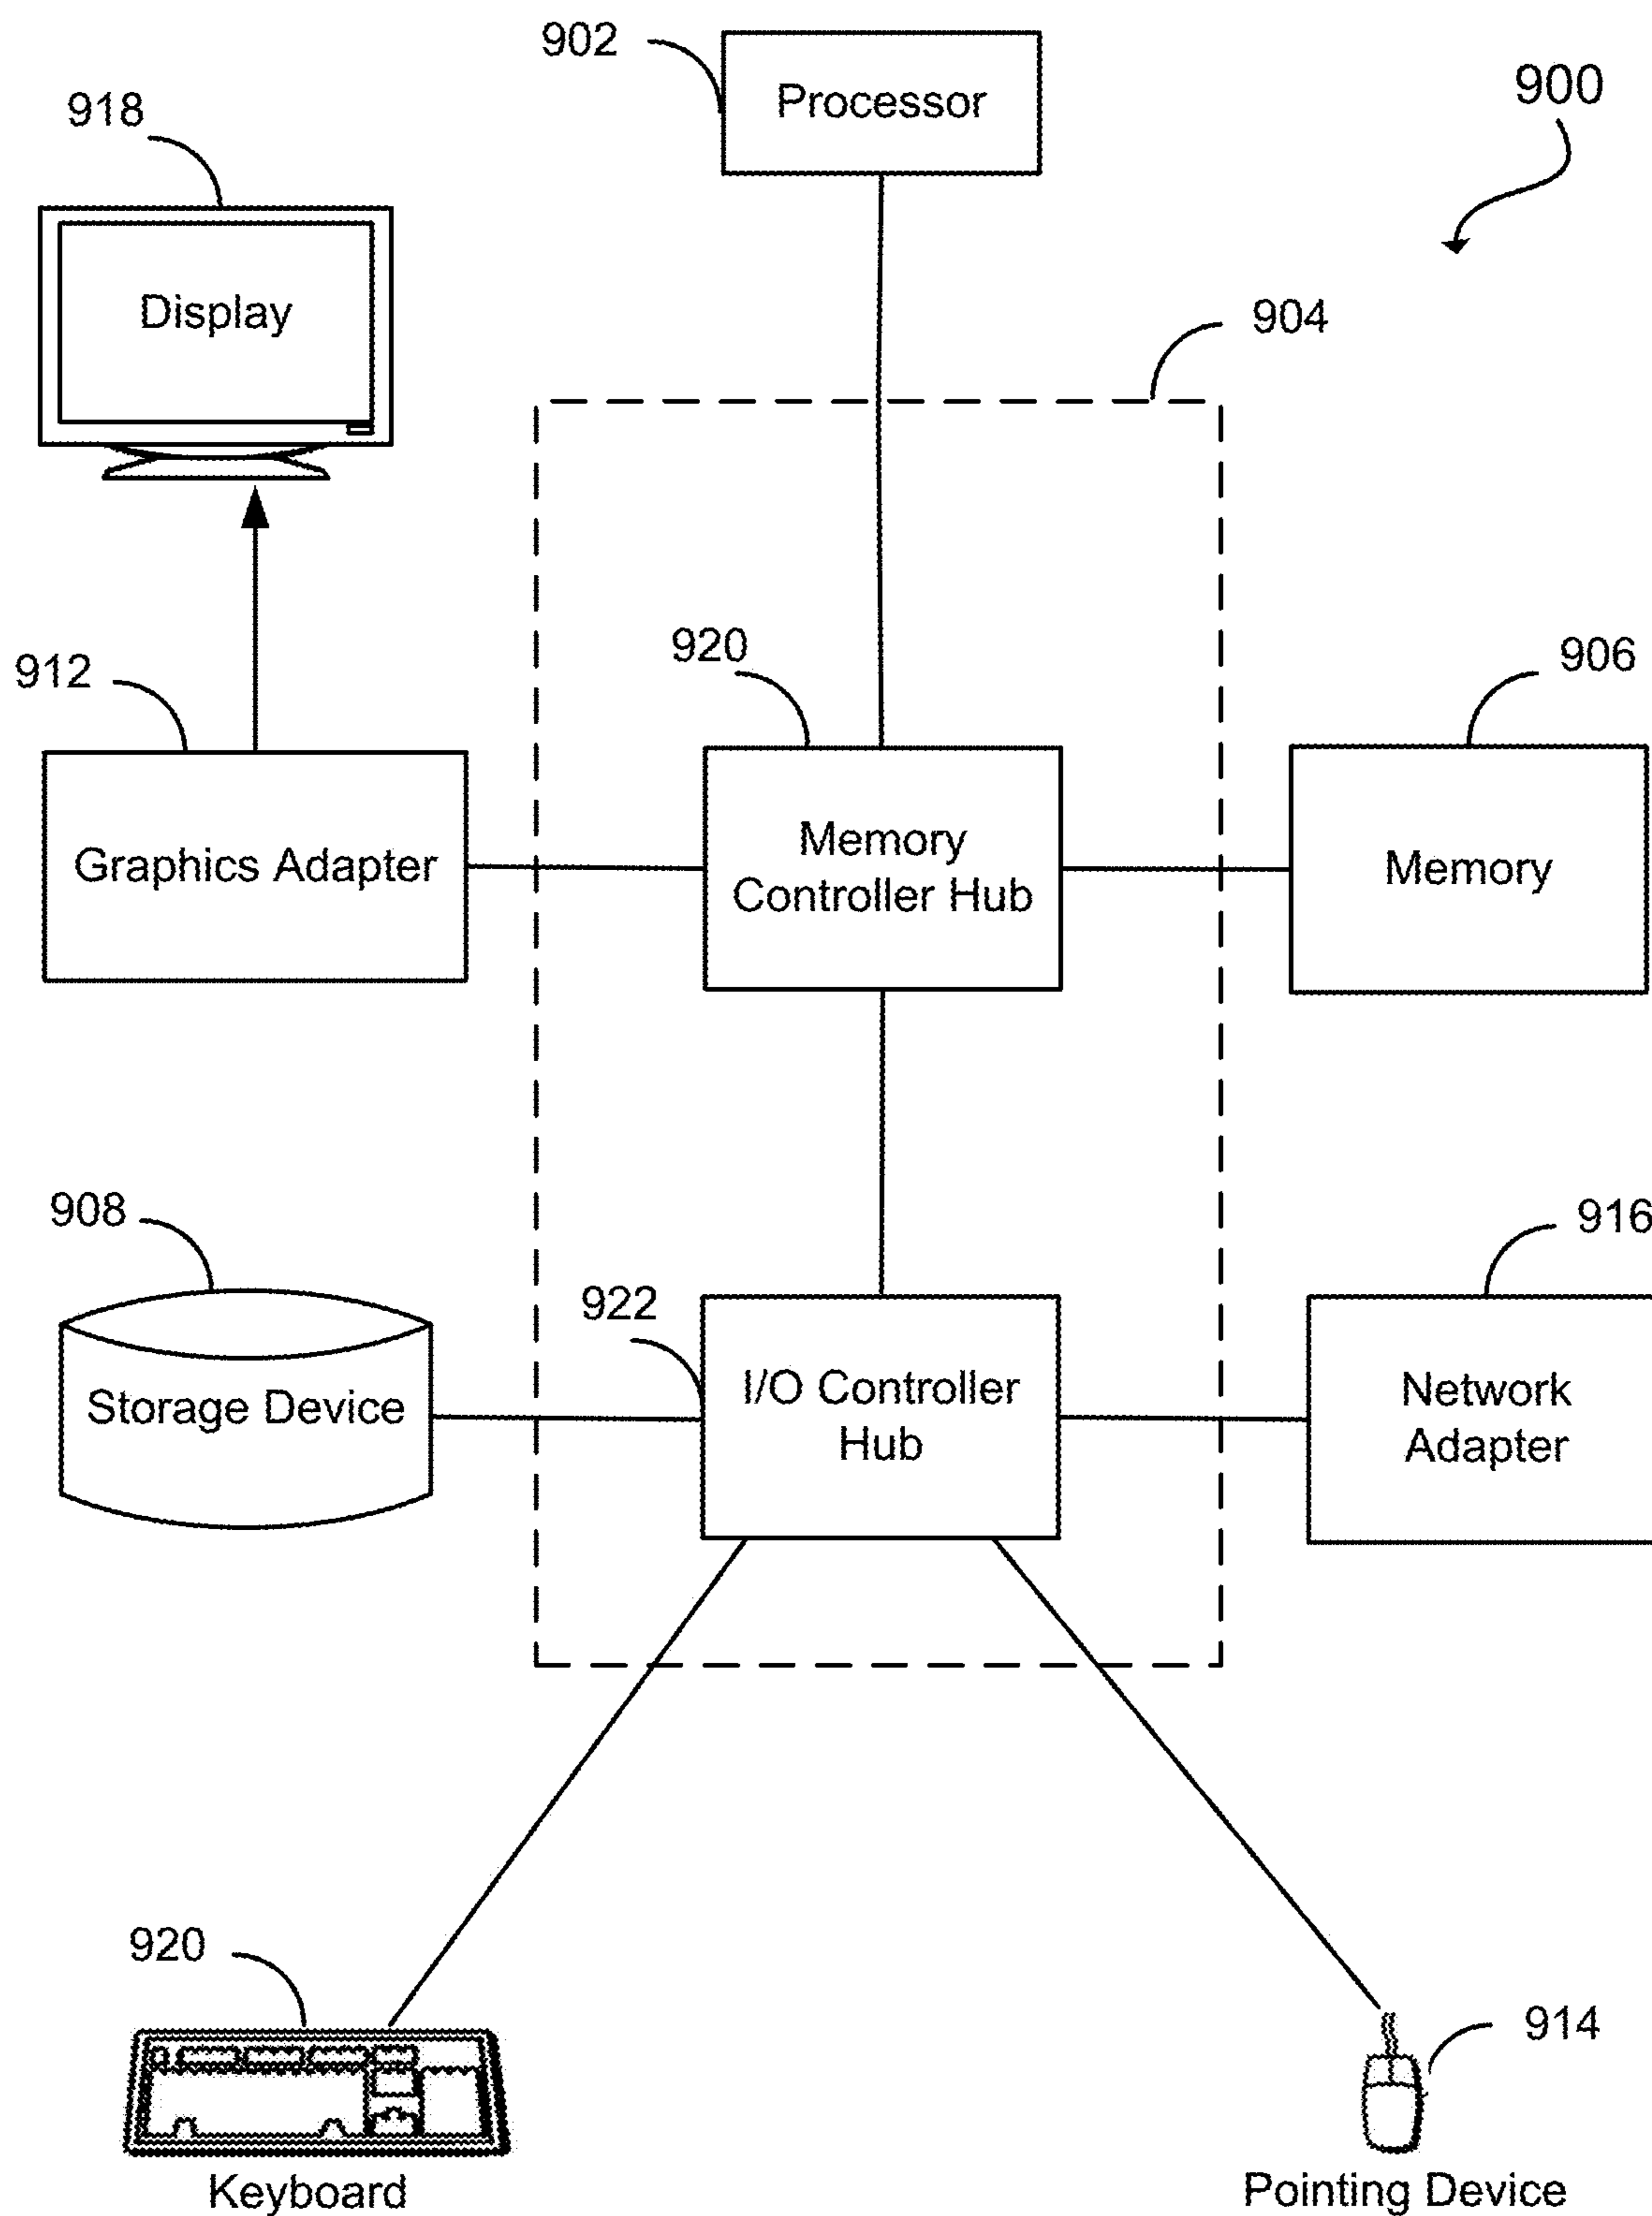 902
Processor
900
918
Display
904
920
906
912
Memory
Controller Hub
Graphics Adapter
Memory
908
916
922
I/O Controller
Hub
Storage Device
Network
Adapter
920
914
Keyboard
Pointing Device